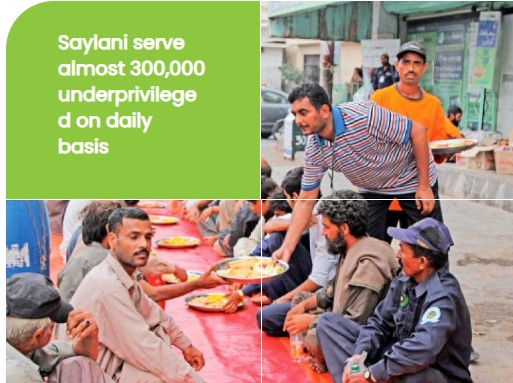 Saylani serve
almost 300,000
underprivilege
d on daily
basis